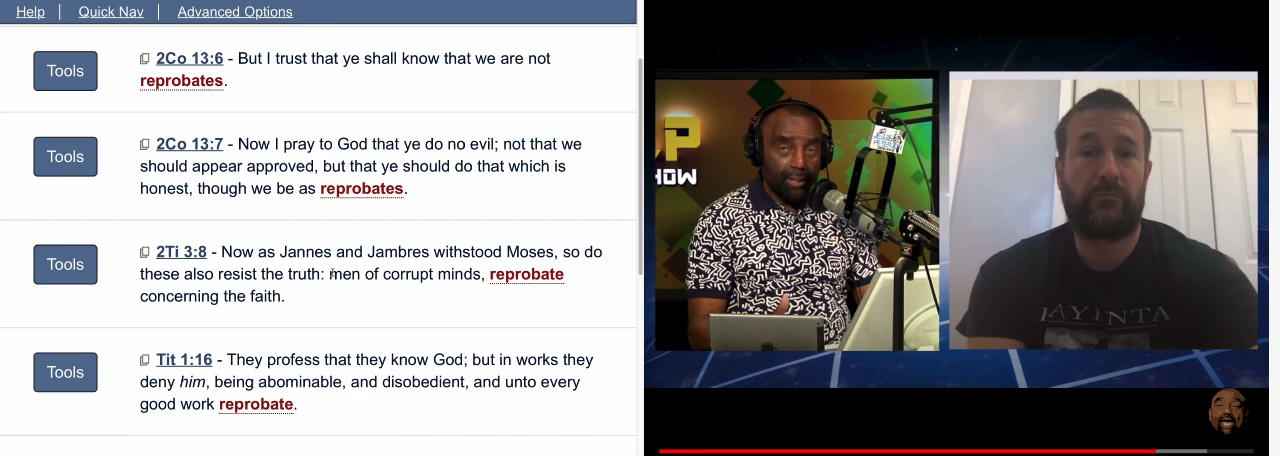 Help | Quick Nav | Advanced Options
Tools
2Co 13:6 - But I trust that ye shall know that we are not
reprobates.
Tools
2Co 13:7 - Now I pray to God that ye do no evil; not that we
should appear approved, but that ye should do that which is
honest, though we be as reprobates.
Tools
2Ti 3:8 - Now as Jannes and Jambres withstood Moses, so do
these also resist the truth: men of corrupt minds, reprobate
concerning the faith.
Tools
Tit 1:16 - They profess that they know God; but in works they
deny him, being abominable, and disobedient, and unto every
good work reprobate.
P
HOW
JESSE
PETER